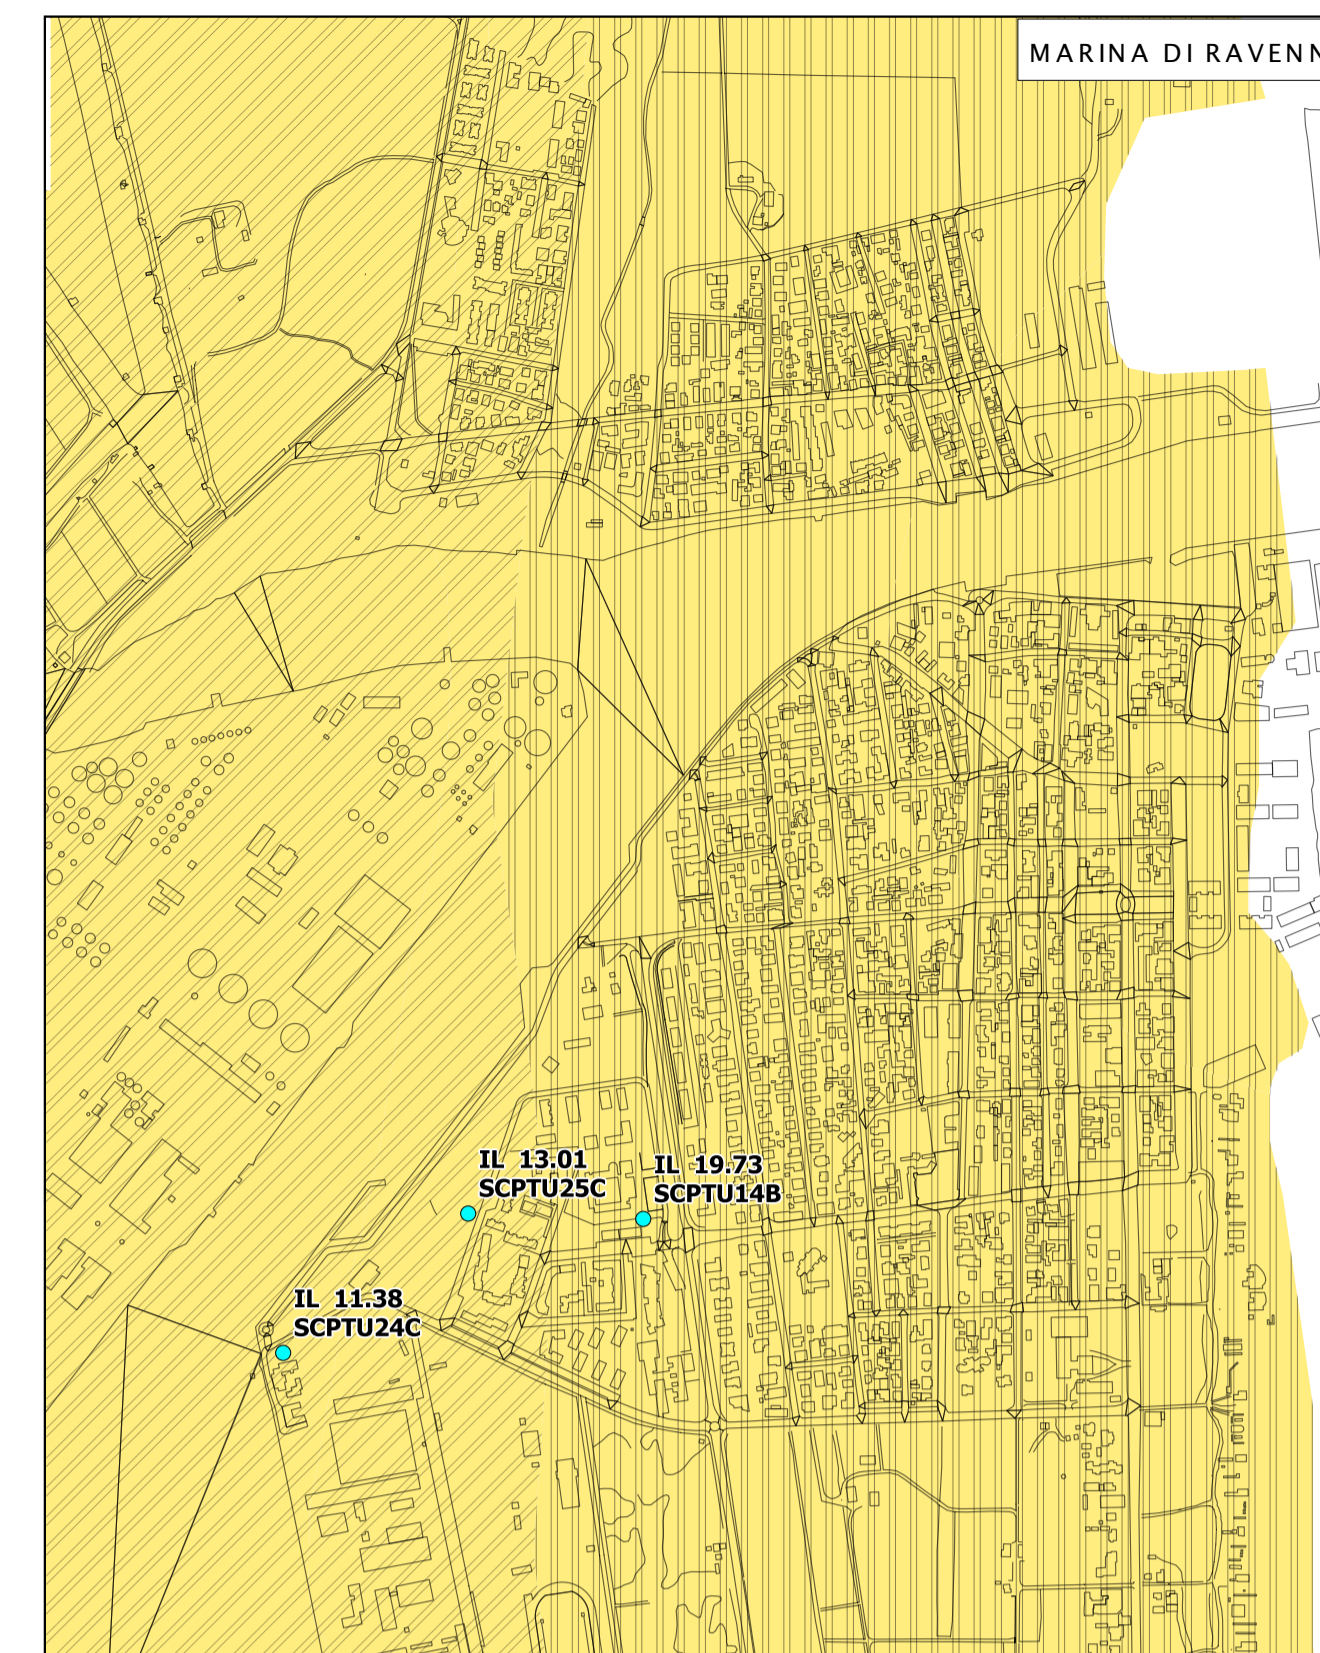 MARINA DI RAVENN
IL 13.01
SCPTU25C
IL 19.73
SCPTU14B
IL 11.38
SCPTU24C